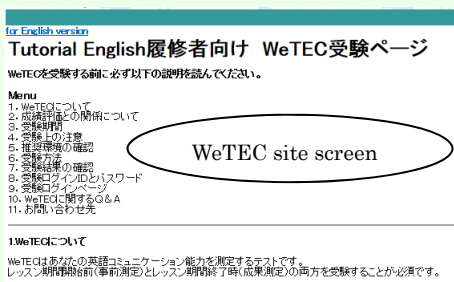 for English version
Tutorial English履修者向け WeTEC受験ページ
WeTECを受験する前に必ず以下の説明を読んでください。
Menu
1. WeTECについて
2. 成績評価との関係について
3. 受験期間
4. 受験上の注意
5. 推奨環境の確認
6. 受験方法
7. 受験結果の確認
8. 受験ログインIDとパスワード
9. 受験ログインページ
10. WeTECに関するQ&A
11. お問い合わせ先
WeTEC site screen
1.WeTECについて
WeTECはあなたの英語コミュニケーション能力を測定するテストです。
レッスン期間開始前(事前測定)とレッスン期間終了時(成果測定)の両方を受験することが必須です。